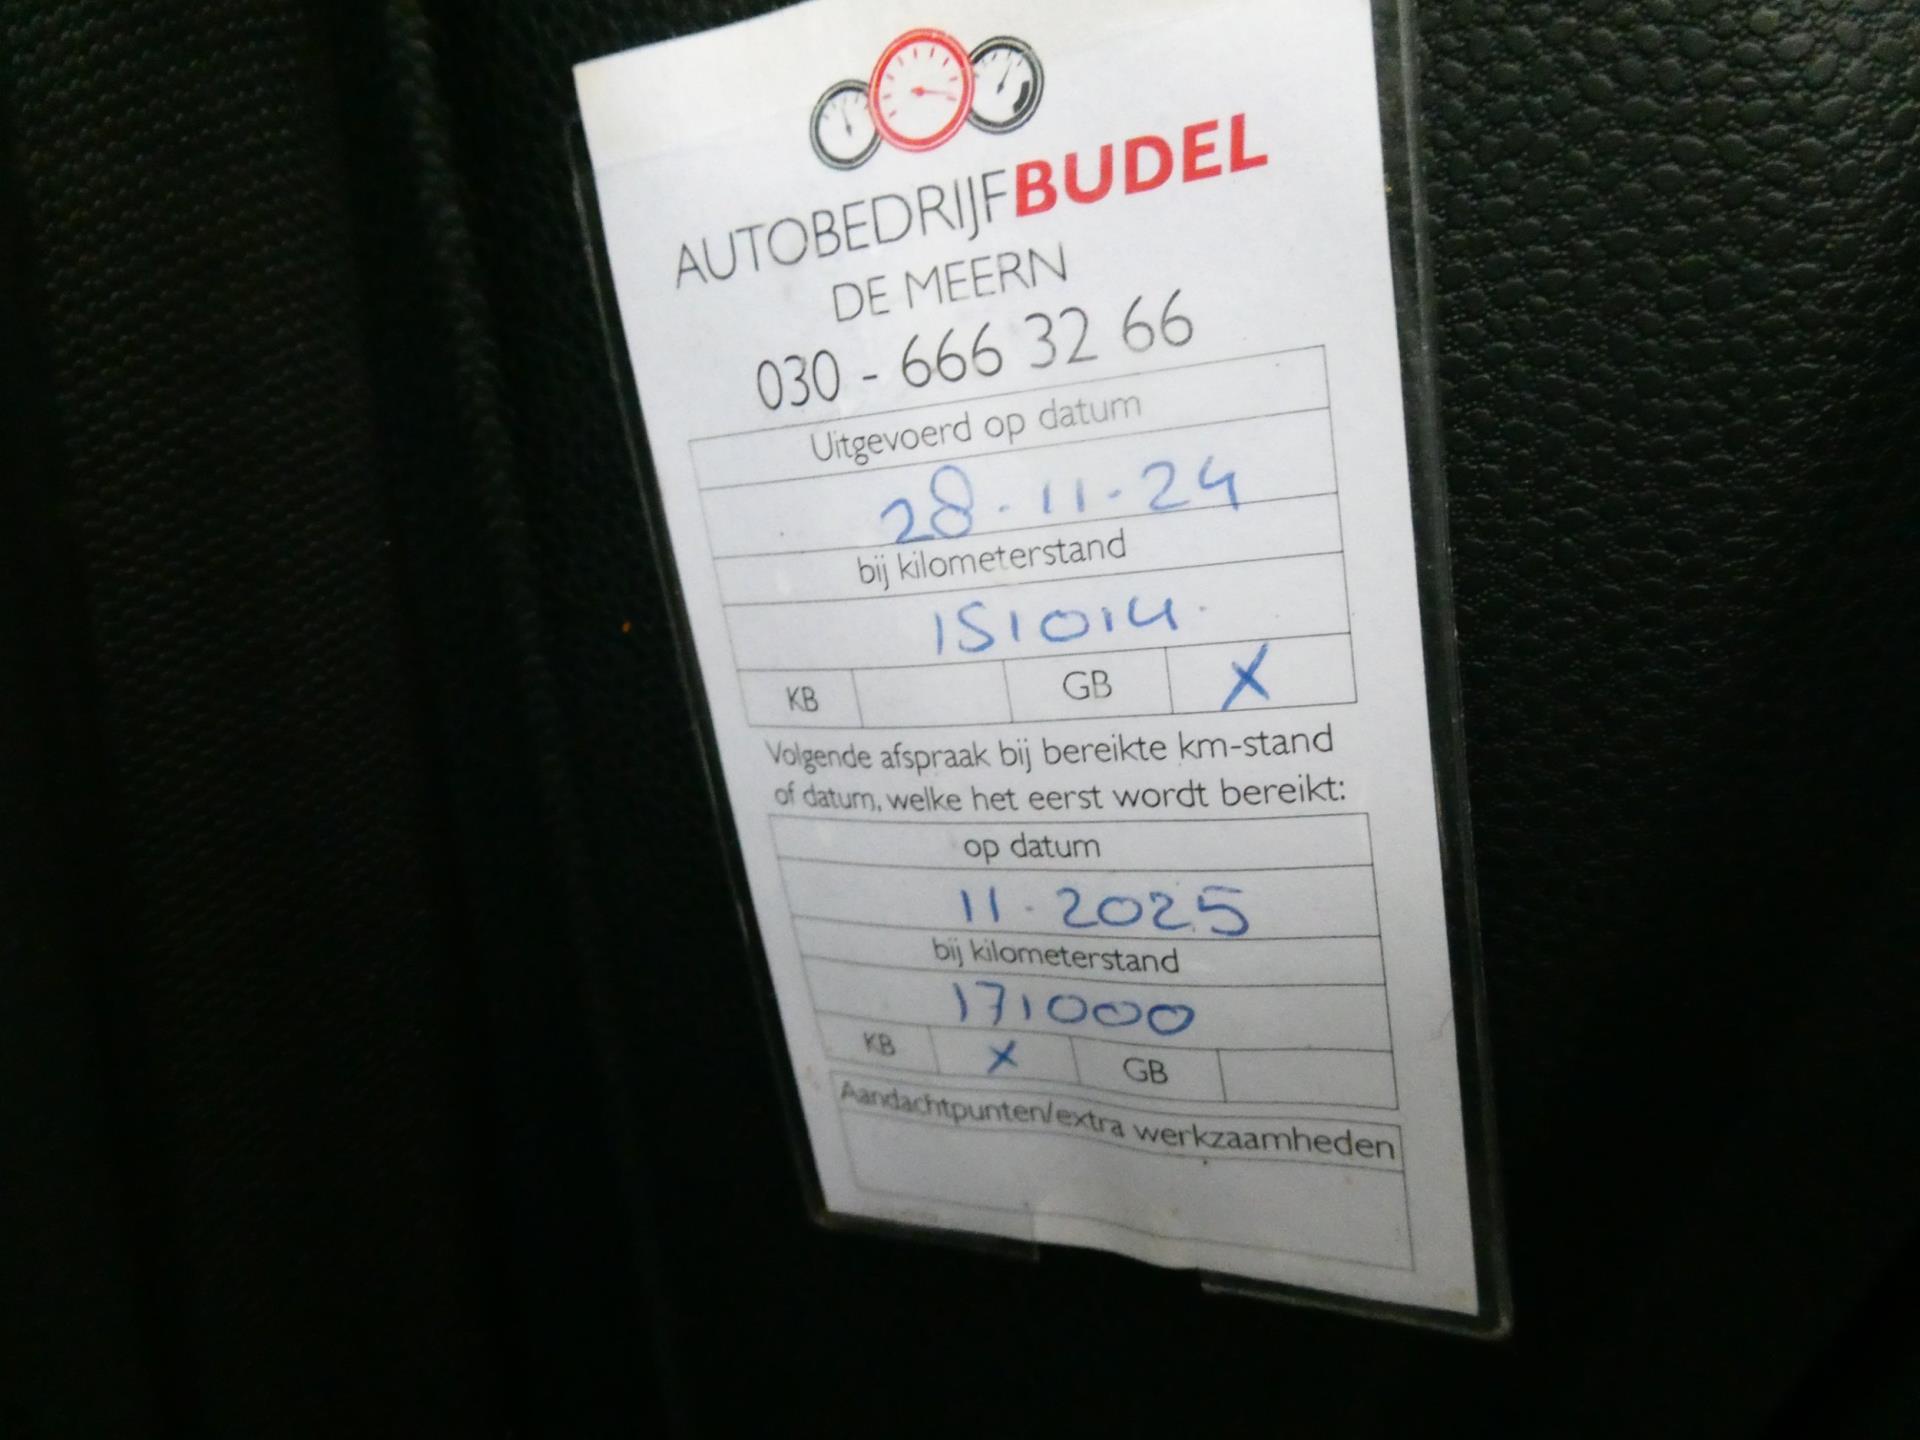 AUTOBEDRIJFBUDEL
DE MEERN
030 - 666 32 66
Uitgevoerd op datum
28-11-24
bij kilometerstand
151014
KB GB X
Volgende afspraak bij bereikte km-stand
of datum, welke het eerst wordt bereikt:
op datum
11-2025
bij kilometerstand
171000
KB X GB
Aandachtpunten/extra werkzaamheden